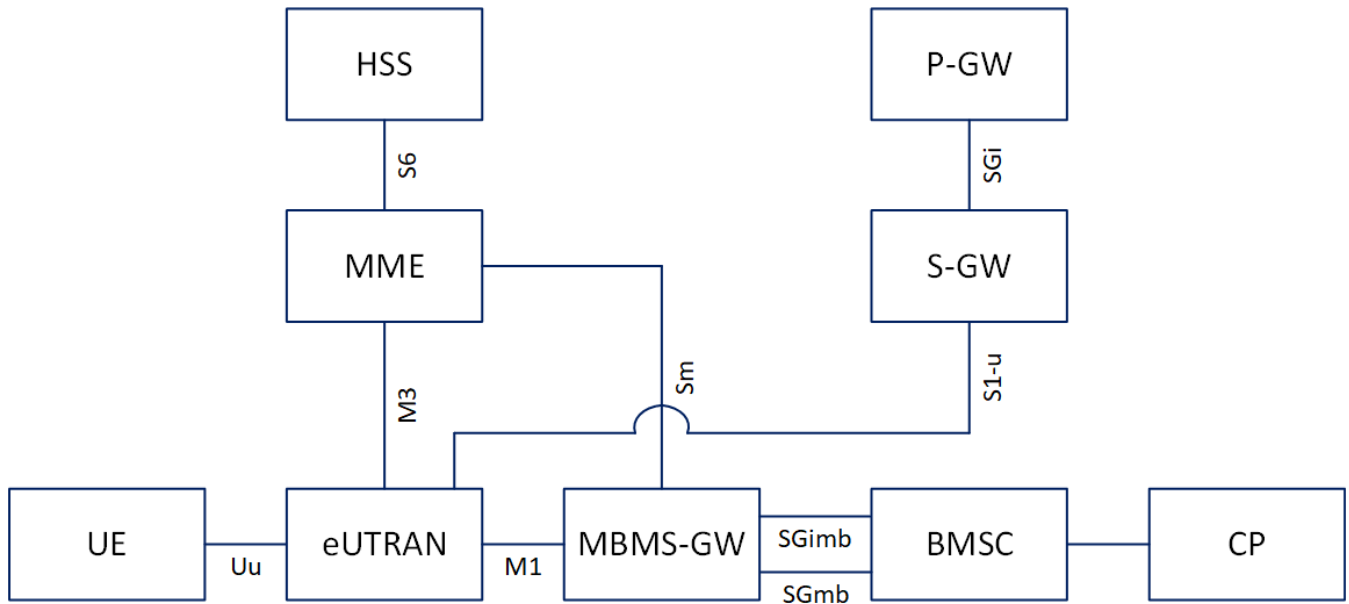 HSS
P-GW
S6
SGi
MME
S-GW
M3
Sm
S1-u
UE
Uu
eUTRAN
M1
MBMS-GW
SGimb
SGmb
BMSC
CP